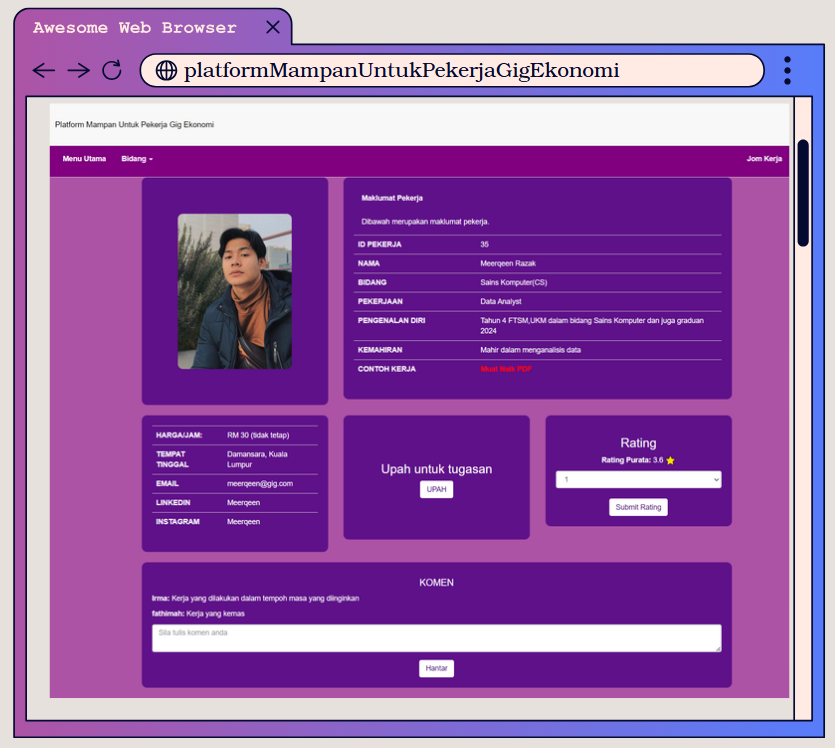 Awesome Web Browser
platformMampanUntukPekerjaGigEkonomi
Platform Mampan Untuk Pekerja Gig Ekonomi
Menu Utama Bidang Jom Kerja
Maklumat Pekerja
Dibawah merupakan maklumat pekerja.
ID PEKERJA 35
NAMA Meerqeen Razak
BIDANG Sains Komputer(CS)
PEKERJAAN Data Analyst
PENGENALAN DIRI Tahun 4 FTSM,UKM dalam bidang Sains Komputer dan juga graduan
2024
KEMAHIRAN Mahir dalam menganalisis data
CONTOH KERJA Muat Naik PDF
HARGA/JAM: RM 30 (tidak tetap)
TEMPAT Damansara, Kuala
TINGGAL Lumpur
EMAIL meerqeen@gig.com
LINKEDIN Meerqeen
INSTAGRAM Meerqeen
Upah untuk tugasan
UPAH
Rating
Rating Purata: 3.6
1
Submit Rating
KOMEN
Irma: Kerja yang dilakukan dalam tempoh masa yang diinginkan
fathimah: Kerja yang kemas
Sila tulis komen anda
Hantar